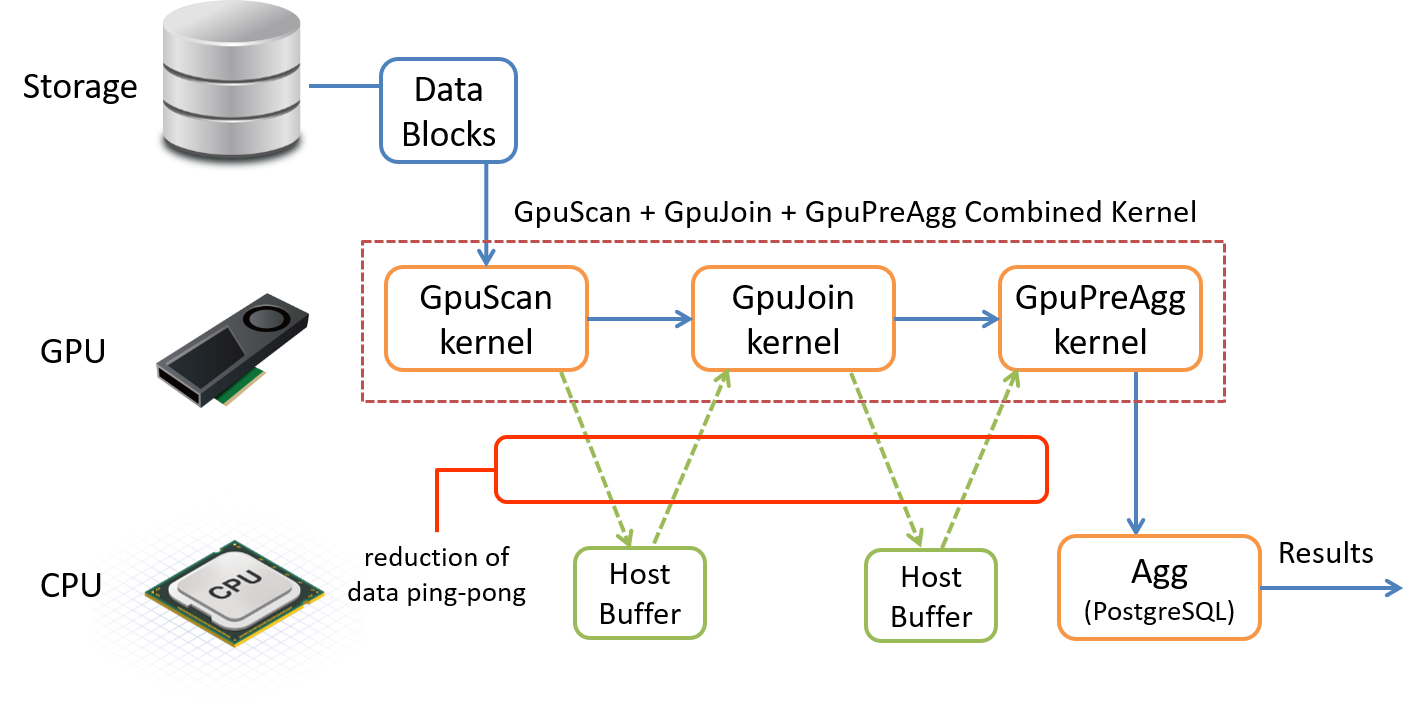 Storage
Data
Blocks
GpuScan + GpuJoin + GpuPreAgg Combined Kernel
GPU
GpuScan
kernel
GpuJoin
kernel
GpuPreAgg
kernel
CPU
CPU
reduction of
data ping-pong
Host
Buffer
Host
Buffer
Agg
(PostgreSQL)
Results